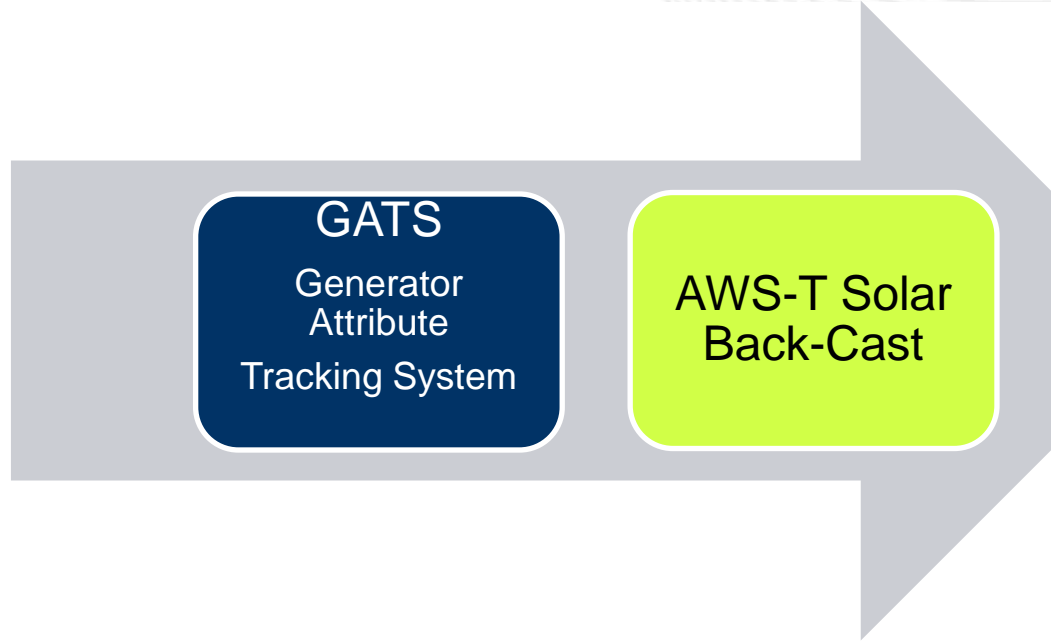 GATS
Generator
Attribute
Tracking System
AWS-T Solar
Back-Cast